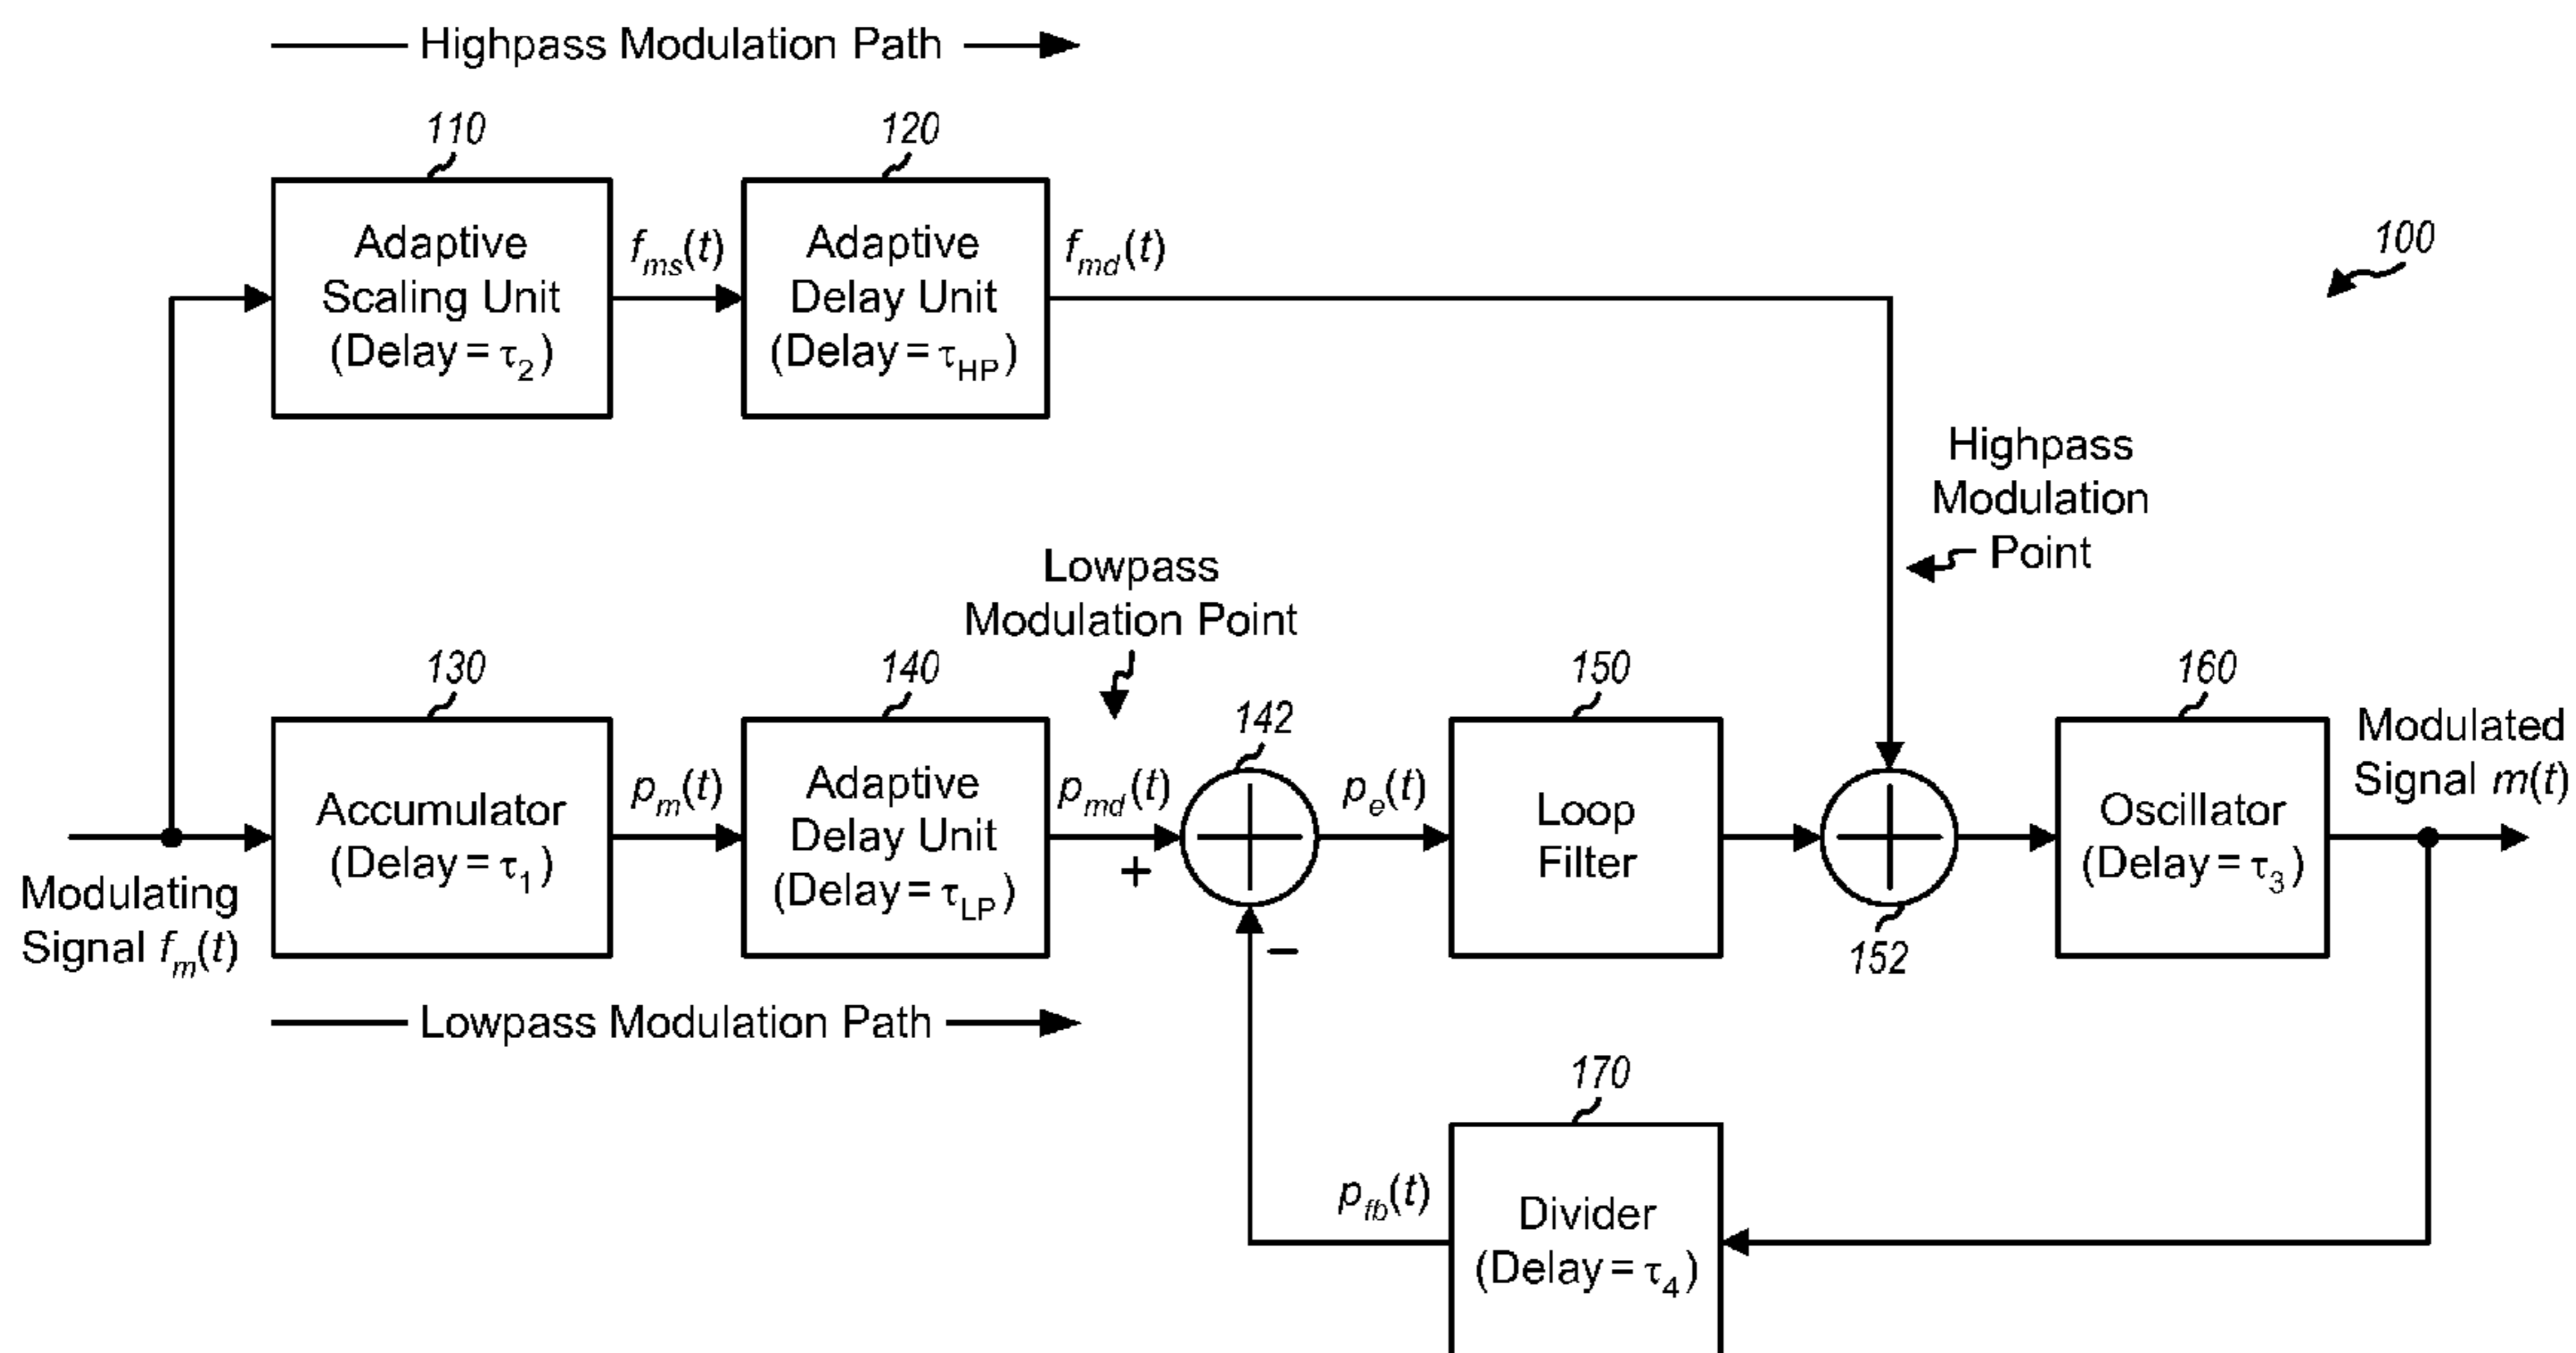 Highpass Modulation Path
110
Adaptive
Scaling Unit
(Delay = τ2)
fms(t)
120
Adaptive
Delay Unit
(Delay = τHP)
fmd(t)
100
Highpass
Modulation
Point
Lowpass
Modulation Point
Modulating
Signal fm(t)
130
Accumulator
(Delay = τ1)
pm(t)
140
Adaptive
Delay Unit
(Delay = τLP)
pmd(t)
+
142
−
pe(t)
150
Loop
Filter
152
160
Oscillator
(Delay = τ3)
Modulated
Signal m(t)
Lowpass Modulation Path
170
Divider
(Delay = τ4)
pfb(t)